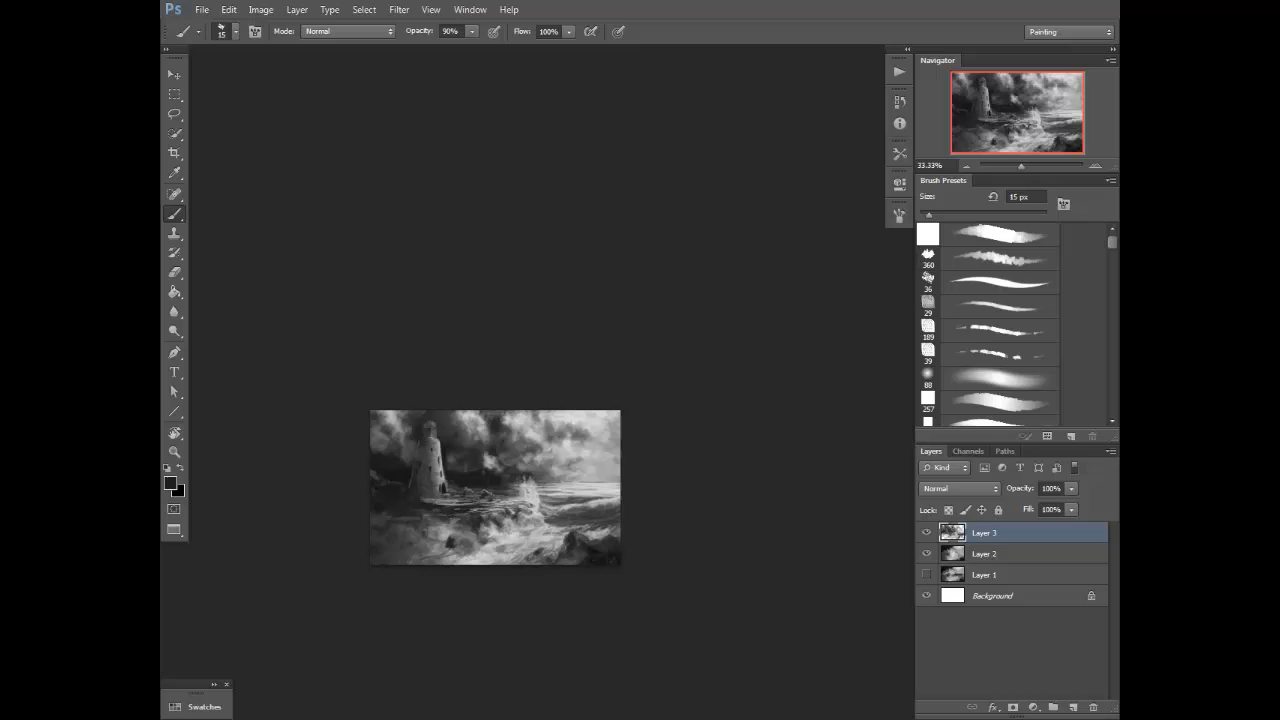 Ps File Edit Image Layer Type Select Filter View Window Help
15 Mode: Normal Opacity: 90% Flow: 100% Painting
Navigator
33.33%
Brush Presets
Size: 15 px
360
36
29
189
39
88
257
Layers Channels Paths
Kind T
Normal Opacity: 100%
Lock: Fill: 100%
Layer 3
Layer 2
Layer 1
Background
fx
Swatches